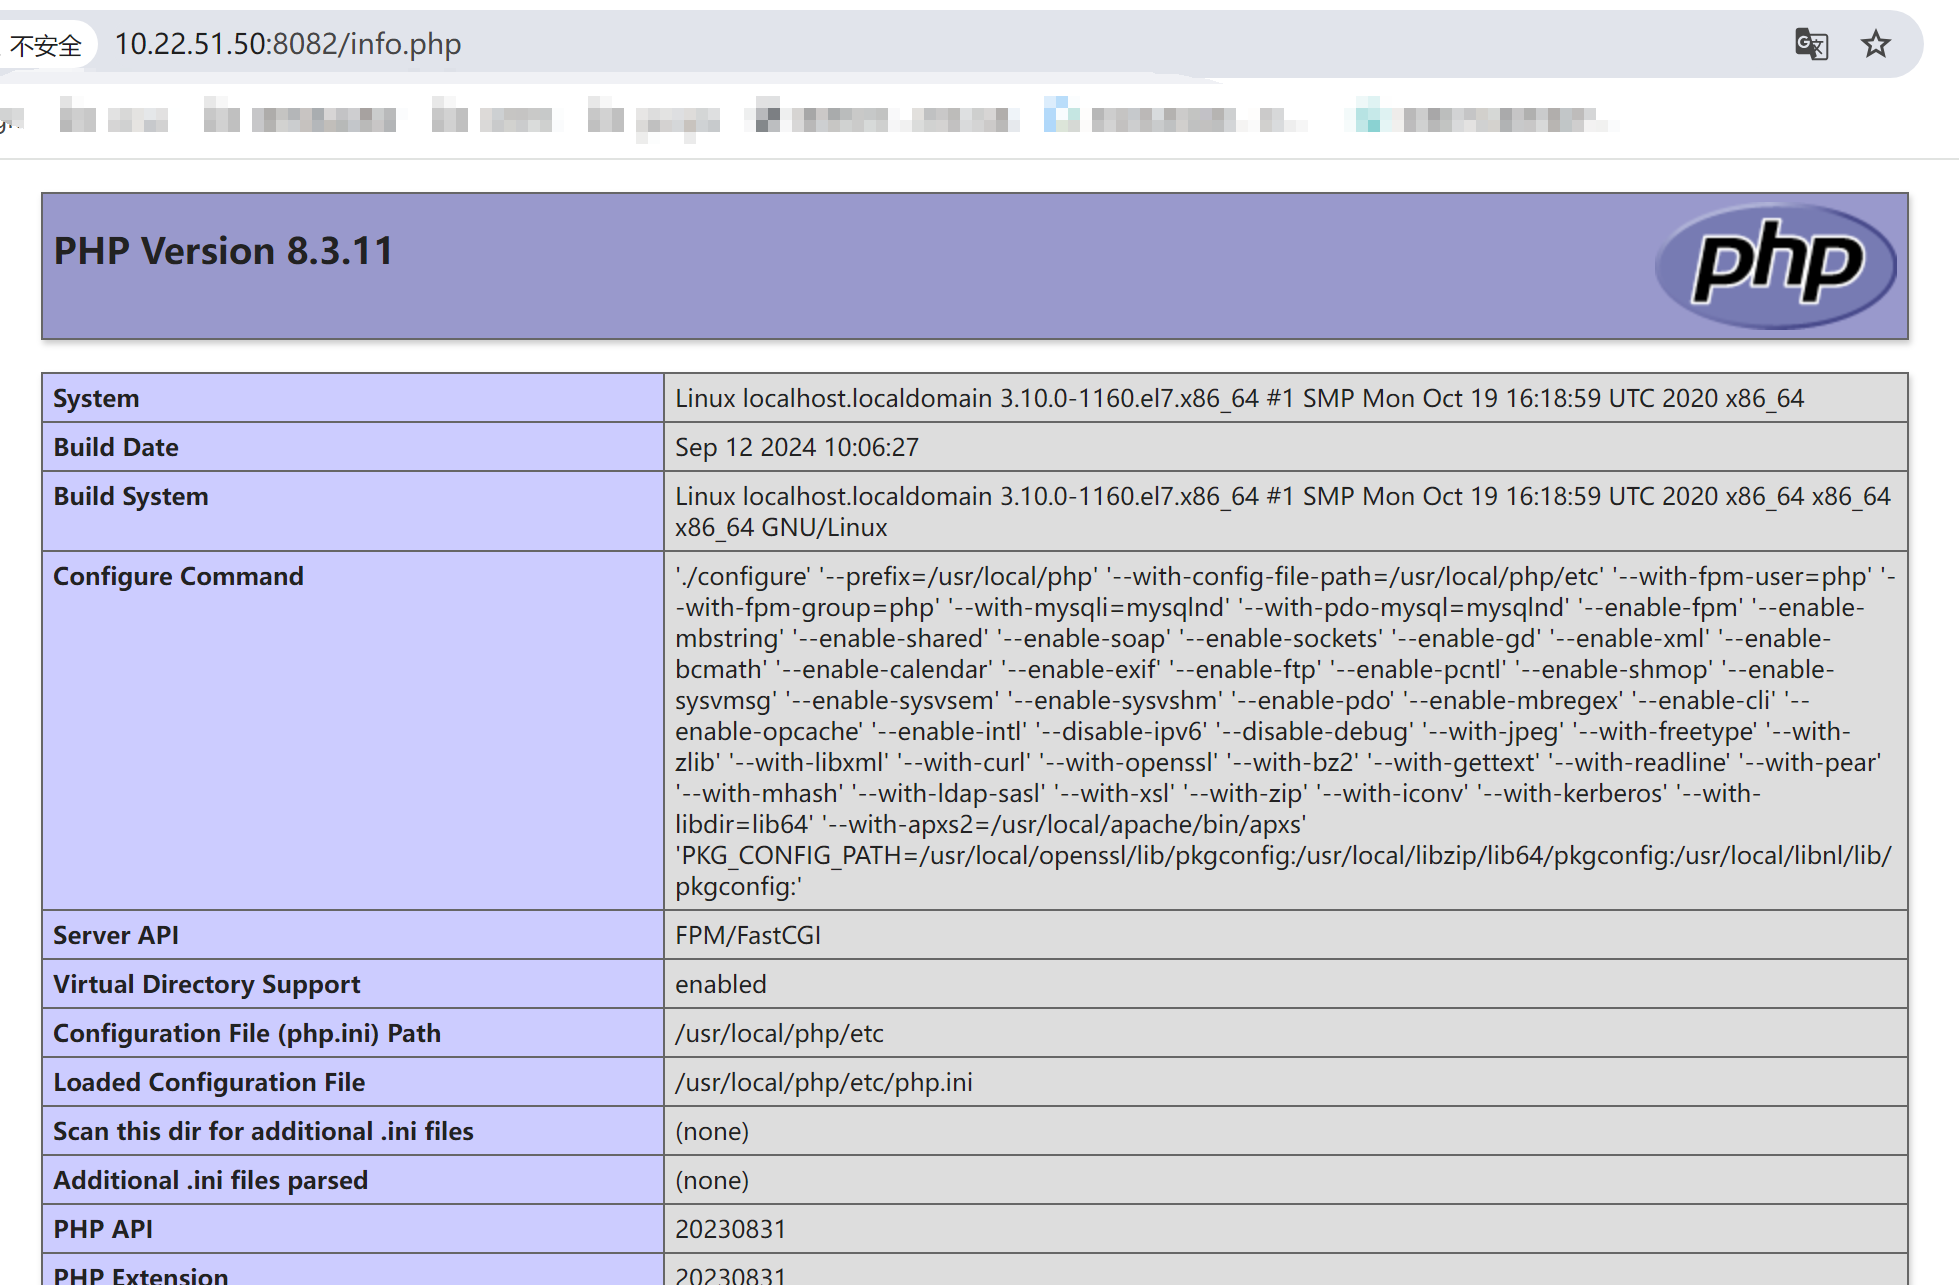 不安全 10.22.51.50:8082/info.php
PHP Version 8.3.11
php
System Linux localhost.localdomain 3.10.0-1160.el7.x86_64 #1 SMP Mon Oct 19 16:18:59 UTC 2020 x86_64
Build Date Sep 12 2024 10:06:27
Build System Linux localhost.localdomain 3.10.0-1160.el7.x86_64 #1 SMP Mon Oct 19 16:18:59 UTC 2020 x86_64 x86_64
x86_64 GNU/Linux
Configure Command './configure' '--prefix=/usr/local/php' '--with-config-file-path=/usr/local/php/etc' '--with-fpm-user=php' '-
-with-fpm-group=php' '--with-mysqli=mysqlnd' '--with-pdo-mysql=mysqlnd' '--enable-fpm' '--enable-
mbstring' '--enable-shared' '--enable-soap' '--enable-sockets' '--enable-gd' '--enable-xml' '--enable-
bcmath' '--enable-calendar' '--enable-exif' '--enable-ftp' '--enable-pcntl' '--enable-shmop' '--enable-
sysvmsg' '--enable-sysvsem' '--enable-sysvshm' '--enable-pdo' '--enable-mbregex' '--enable-cli' '--
enable-opcache' '--enable-intl' '--disable-ipv6' '--disable-debug' '--with-jpeg' '--with-freetype' '--with-
zlib' '--with-libxml' '--with-curl' '--with-openssl' '--with-bz2' '--with-gettext' '--with-readline' '--with-pear'
'--with-mhash' '--with-ldap-sasl' '--with-xsl' '--with-zip' '--with-iconv' '--with-kerberos' '--with-
libdir=lib64' '--with-apxs2=/usr/local/apache/bin/apxs'
'PKG_CONFIG_PATH=/usr/local/openssl/lib/pkgconfig:/usr/local/libzip/lib64/pkgconfig:/usr/local/libnl/lib/
pkgconfig:'
Server API FPM/FastCGI
Virtual Directory Support enabled
Configuration File (php.ini) Path /usr/local/php/etc
Loaded Configuration File /usr/local/php/etc/php.ini
Scan this dir for additional .ini files (none)
Additional .ini files parsed (none)
PHP API 20230831
PHP Extension 20230831